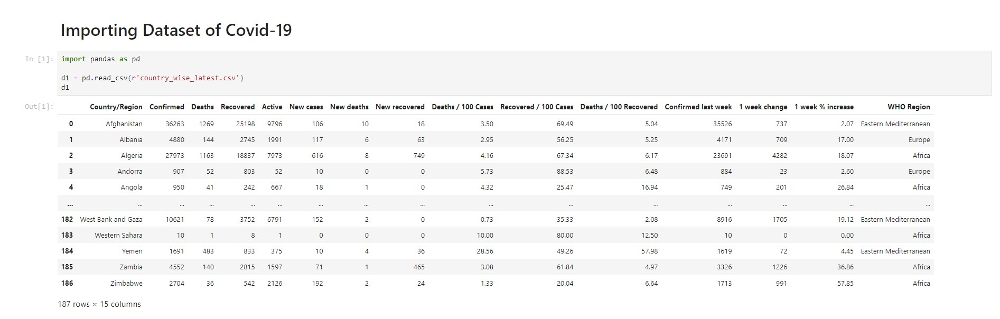 Importing Dataset of Covid-19
In [1]:
import pandas as pd
d1 = pd.read_csv(r'country_wise_latest.csv')
d1
Out[1]:
Country/Region Confirmed Deaths Recovered Active New cases New deaths New recovered Deaths / 100 Cases Recovered / 100 Cases Deaths / 100 Recovered Confirmed last week 1 week change 1 week % increase WHO Region
0 Afghanistan 36263 1269 25198 9796 106 10 18 3.50 69.49 5.04 35526 737 2.07 Eastern Mediterranean
1 Albania 4880 144 2745 1991 117 6 63 2.95 56.25 5.25 4171 709 17.00 Europe
2 Algeria 27973 1163 18837 7973 616 8 749 4.16 67.34 6.17 23691 4282 18.07 Africa
3 Andorra 907 52 803 52 10 0 0 5.73 88.53 6.48 884 23 2.60 Europe
4 Angola 950 41 242 667 18 1 0 4.32 25.47 16.94 749 201 26.84 Africa
... ... ... ... ... ... ... ... ... ... ... ... ... ... ... ...
182 West Bank and Gaza 10621 78 3752 6791 152 2 0 0.73 35.33 2.08 8916 1705 19.12 Eastern Mediterranean
183 Western Sahara 10 1 8 1 0 0 0 10.00 80.00 12.50 10 0 0.00 Africa
184 Yemen 1691 483 833 375 10 4 36 28.56 49.26 57.98 1619 72 4.45 Eastern Mediterranean
185 Zambia 4552 140 2815 1597 71 1 465 3.08 61.84 4.97 3326 1226 36.86 Africa
186 Zimbabwe 2704 36 542 2126 192 2 24 1.33 20.04 6.64 1713 991 57.85 Africa
187 rows × 15 columns